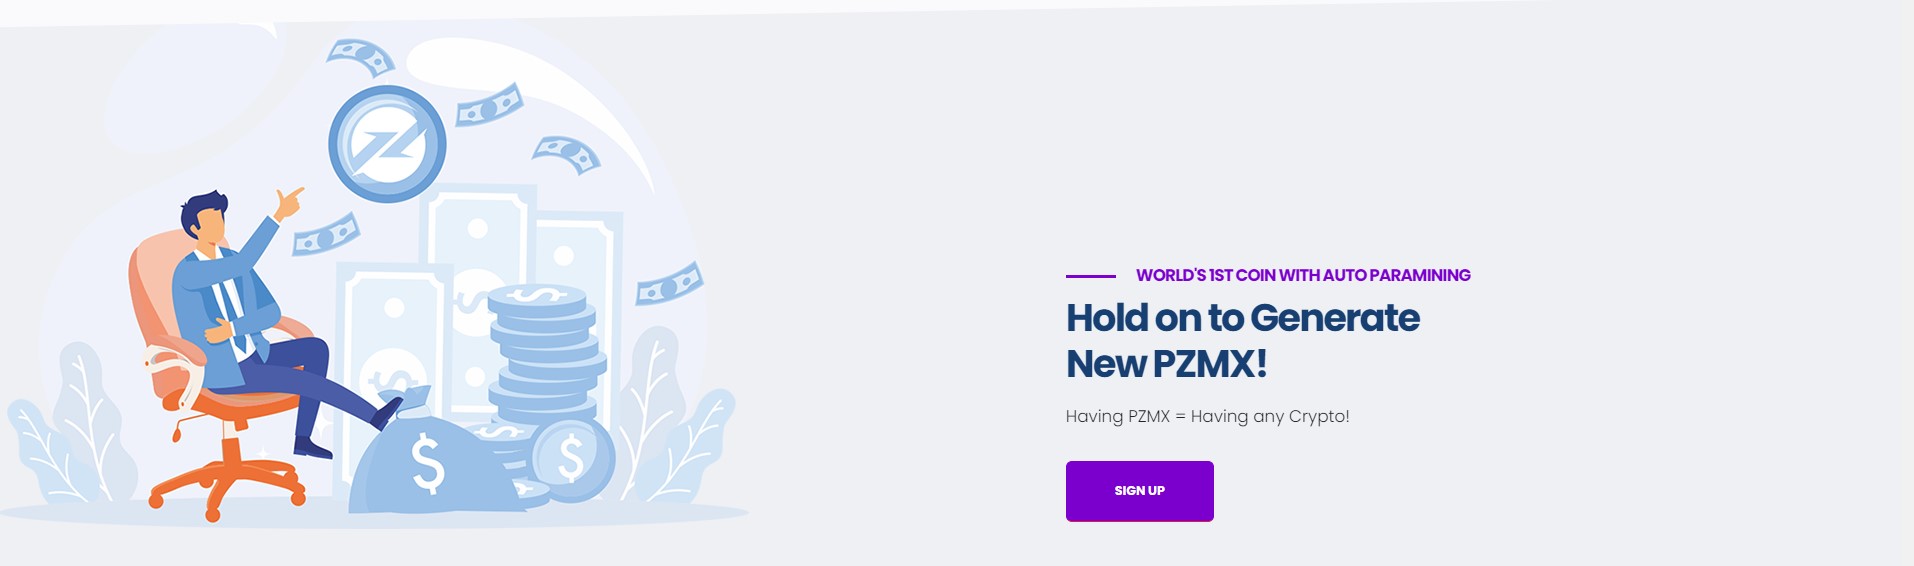 WORLD'S 1ST COIN WITH AUTO PARAMINING
Hold on to Generate
New PZMX!
Having PZMX = Having any Crypto!
SIGN UP